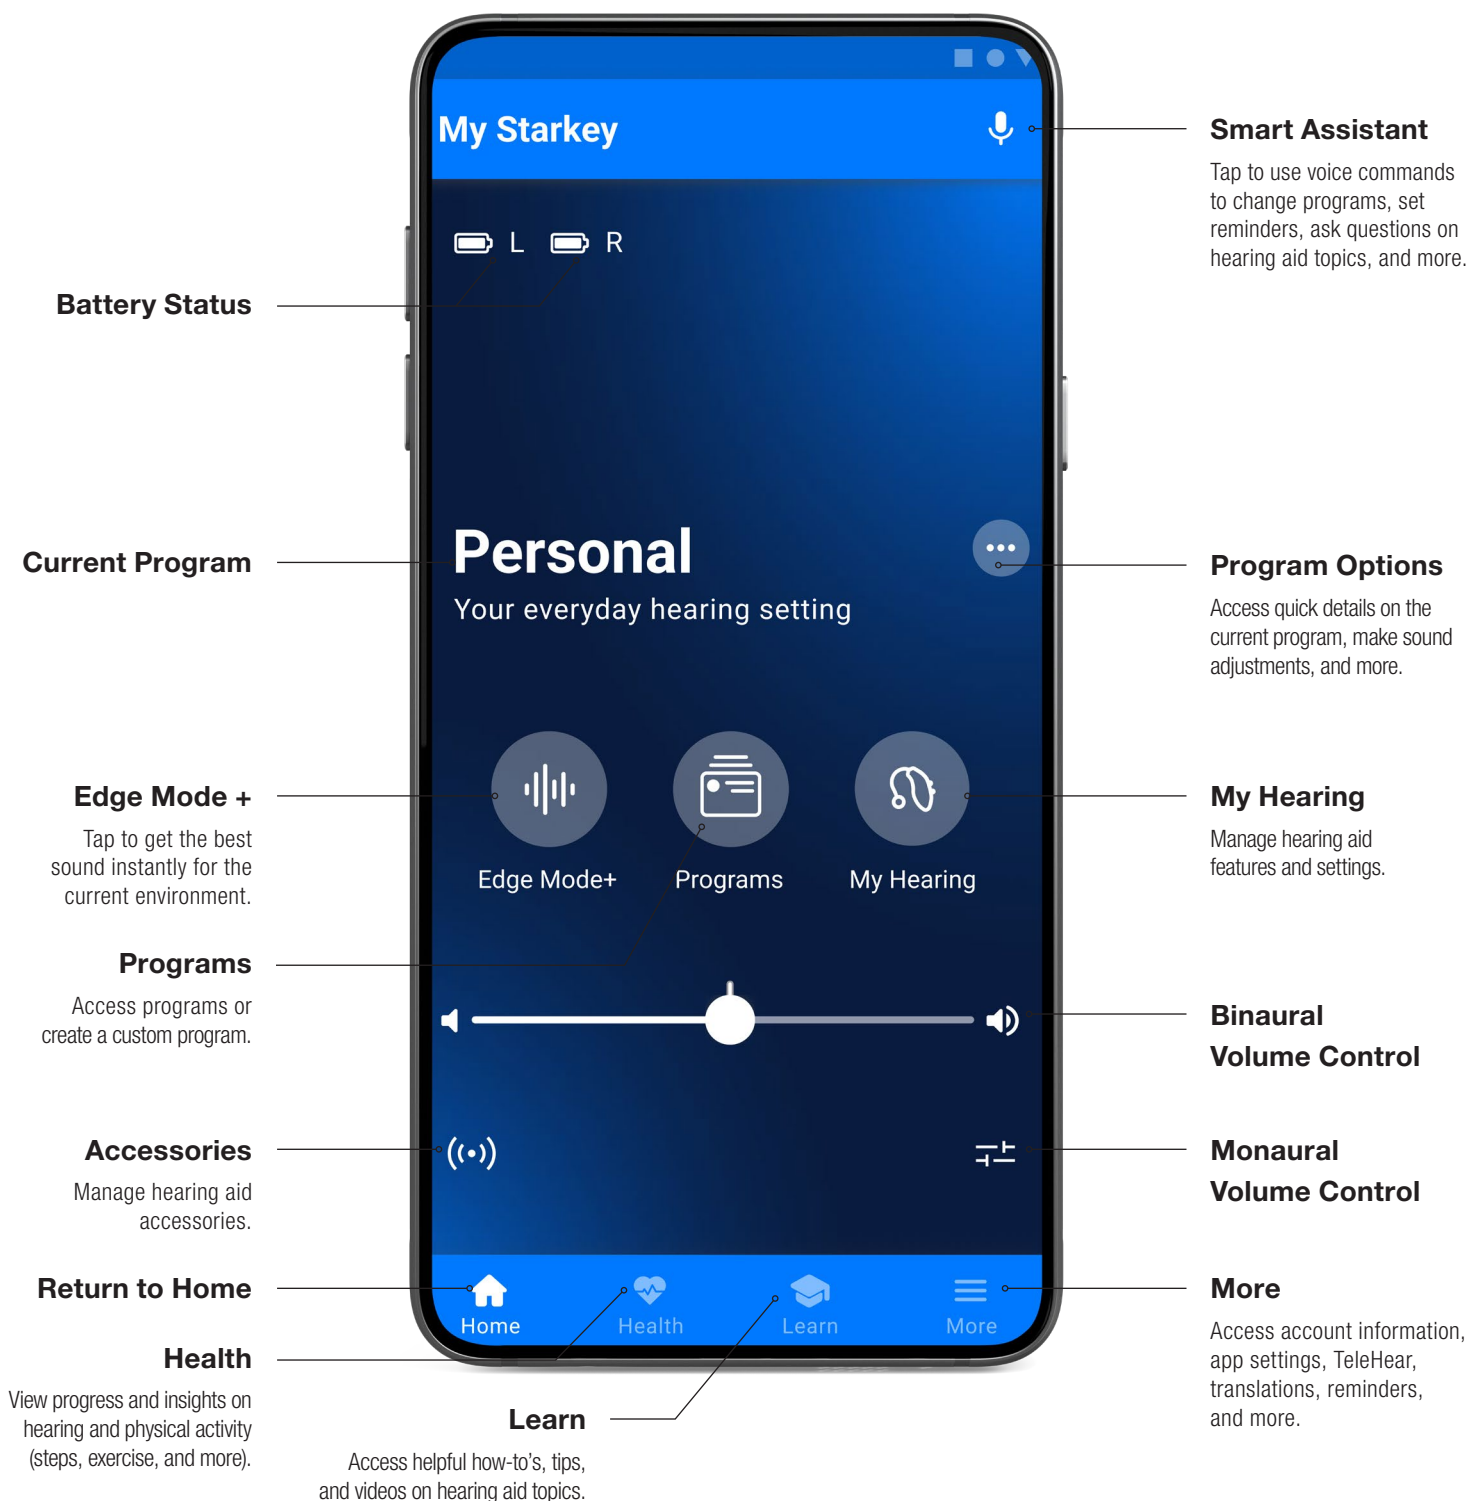 My Starkey
L R
Personal
Your everyday hearing setting
Edge Mode+
Programs
My Hearing
Home
Health
Learn
More
Battery Status
Current Program
Edge Mode +
Tap to get the best
sound instantly for the
current environment.
Programs
Access programs or
create a custom program.
Accessories
Manage hearing aid
accessories.
Return to Home
Health
View progress and insights on
hearing and physical activity
(steps, exercise, and more).
Learn
Access helpful how-to's, tips,
and videos on hearing aid topics.
Smart Assistant
Tap to use voice commands
to change programs, set
reminders, ask questions on
hearing aid topics, and more.
Program Options
Access quick details on the
current program, make sound
adjustments, and more.
My Hearing
Manage hearing aid
features and settings.
Binaural
Volume Control
Monaural
Volume Control
More
Access account information,
app settings, TeleHear,
translations, reminders,
and more.